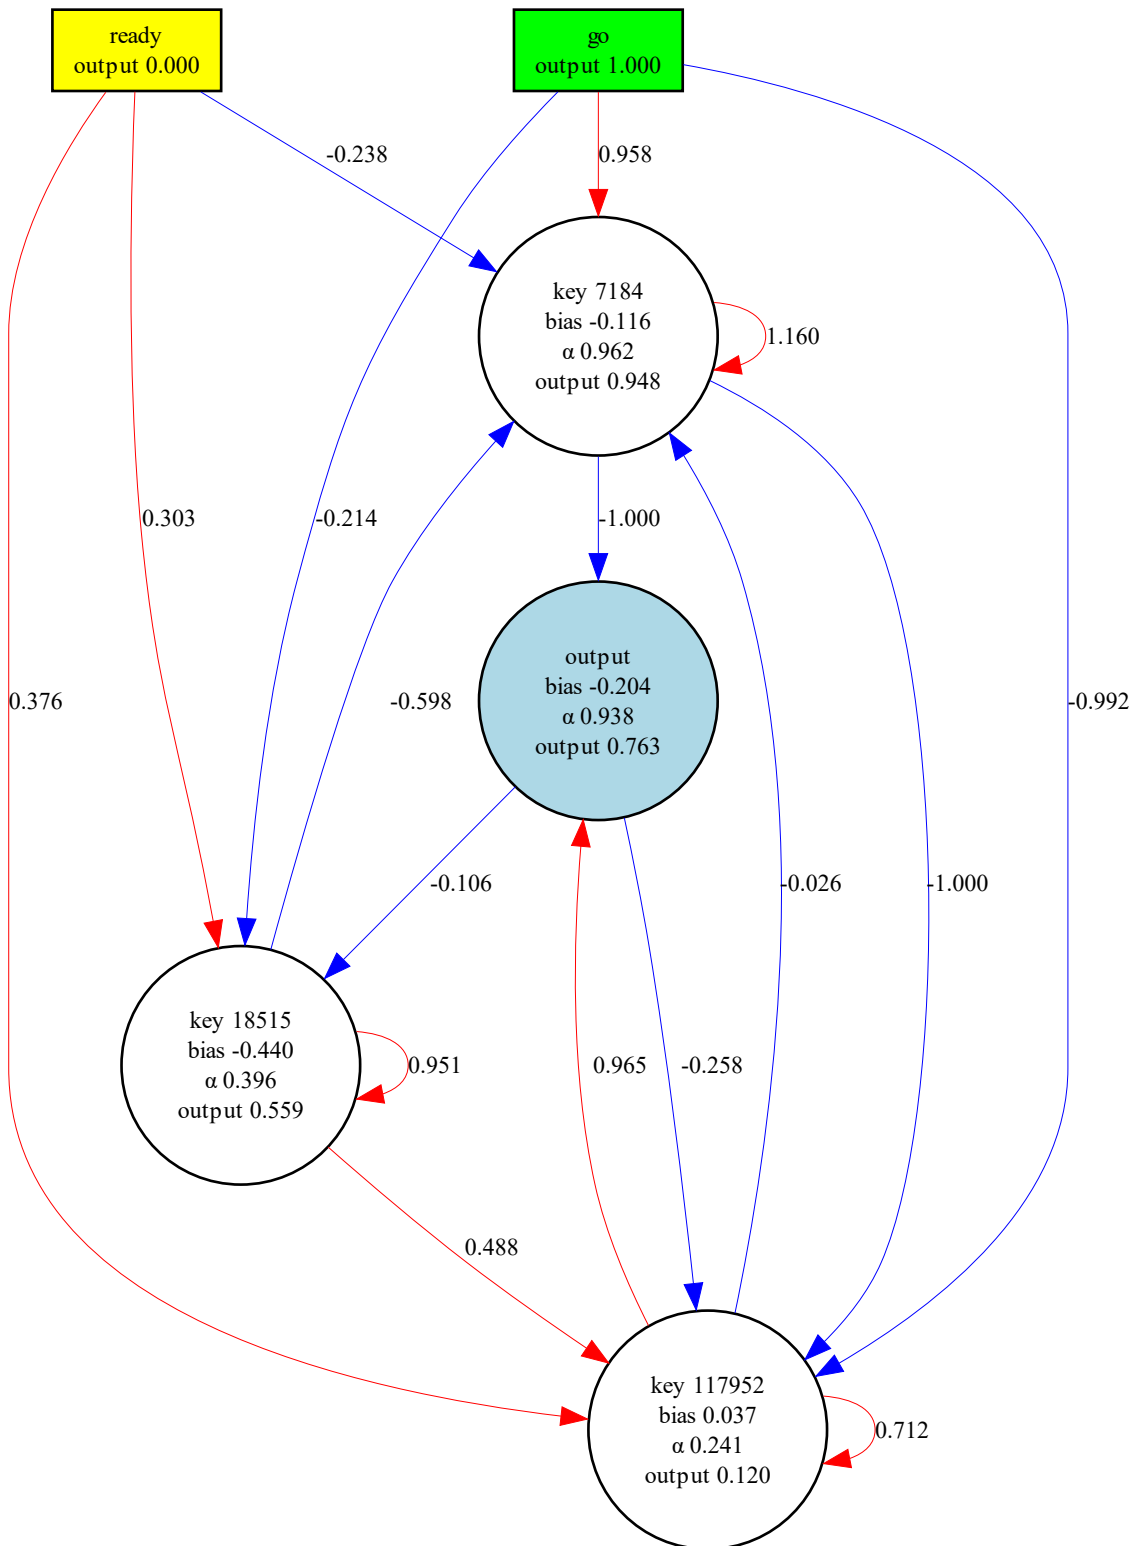 ready
output 0.000
go
output 1.000
-0.238
0.958
key 7184
bias -0.116
α 0.962
output 0.948
1.160
0.303
-0.214
-1.000
output
bias -0.204
α 0.938
output 0.763
0.376
-0.598
-0.992
-0.106
-0.026
-1.000
key 18515
bias -0.440
α 0.396
output 0.559
0.951
0.965
-0.258
0.488
key 117952
bias 0.037
α 0.241
output 0.120
0.712